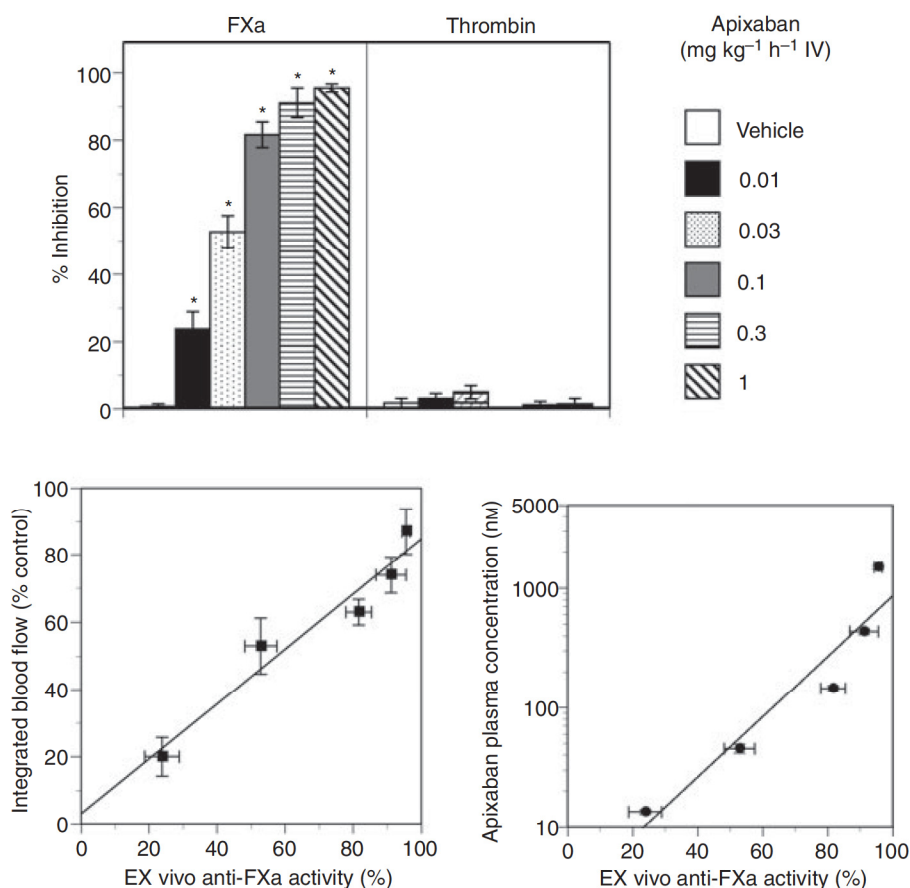 FXa
Thrombin
Apixaban
(mg kg⁻¹ h⁻¹ IV)
% Inhibition
100
80
60
40
20
0
*
*
*
*
*
Vehicle
0.01
0.03
0.1
0.3
1
Integrated blood flow (% control)
100
80
60
40
20
0
0 20 40 60 80 100
EX vivo anti-FXa activity (%)
Apixaban plasma concentration (nM)
5000
1000
100
10
0 20 40 60 80 100
EX vivo anti-FXa activity (%)